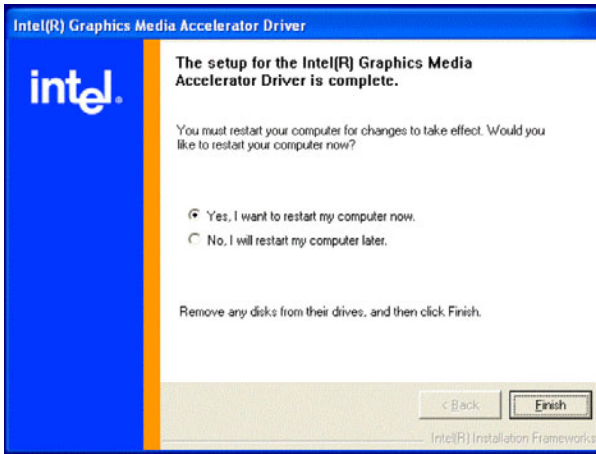 Intel(R) Graphics Media Accelerator Driver
intel.
The setup for the Intel(R) Graphics Media
Accelerator Driver is complete.
You must restart your computer for changes to take effect. Would you
like to restart your computer now?
Yes, I want to restart my computer now.
No, I will restart my computer later.
Remove any disks from their drives, and then click Finish.
< Back
Finish
Intel(R) Installation Frameworks